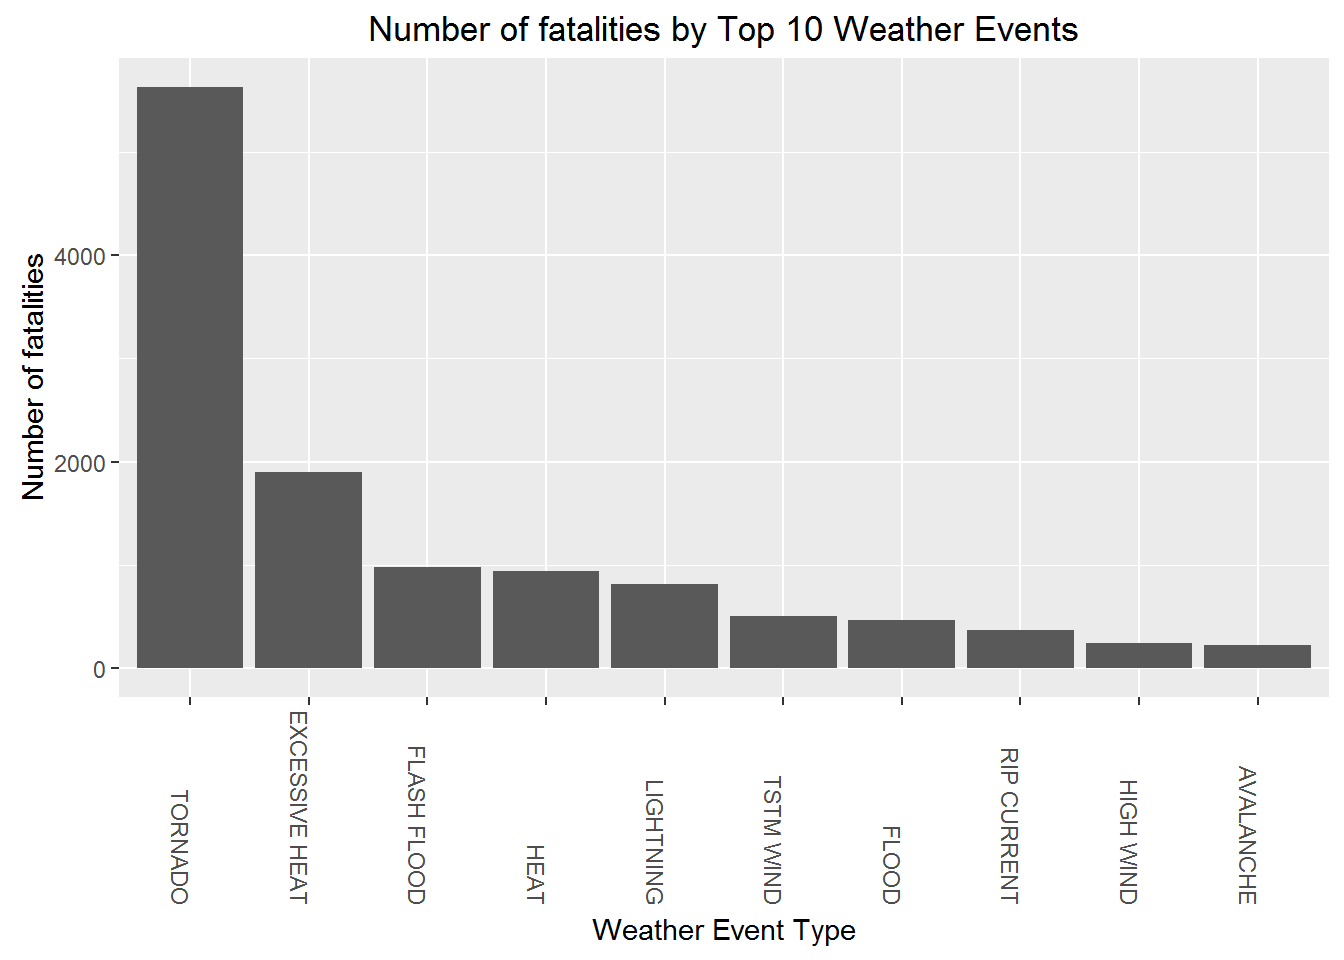 Number of fatalities by Top 10 Weather Events
Number of fatalities
4000
2000
0
TORNADO
EXCESSIVE HEAT
FLASH FLOOD
HEAT
LIGHTNING
TSTM WIND
FLOOD
RIP CURRENT
HIGH WIND
AVALANCHE
Weather Event Type